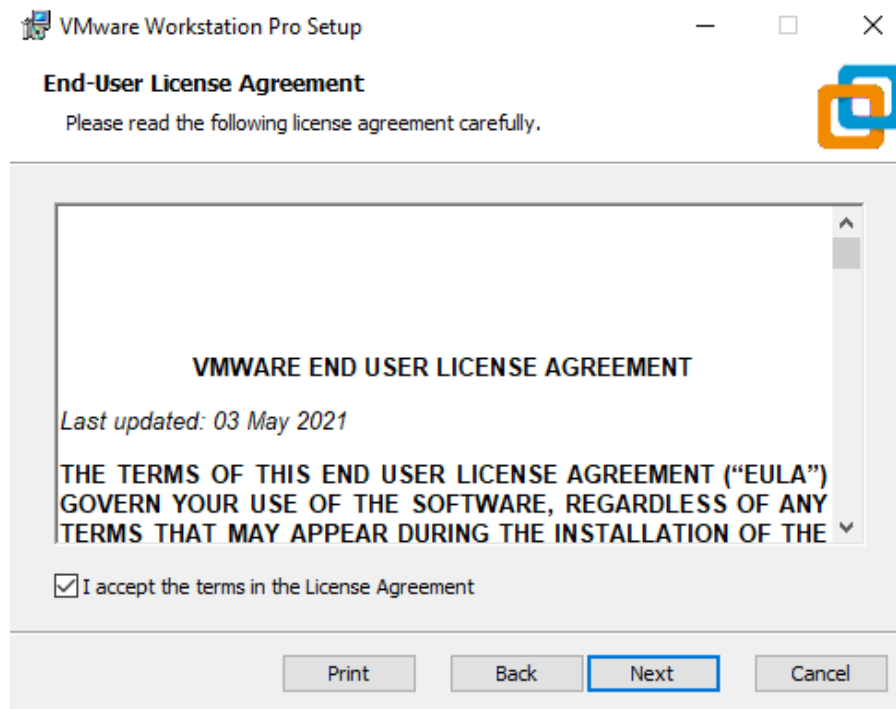 VMware Workstation Pro Setup
End-User License Agreement
Please read the following license agreement carefully.
VMWARE END USER LICENSE AGREEMENT
Last updated: 03 May 2021
THE TERMS OF THIS END USER LICENSE AGREEMENT (“EULA”)
GOVERN YOUR USE OF THE SOFTWARE, REGARDLESS OF ANY
TERMS THAT MAY APPEAR DURING THE INSTALLATION OF THE
I accept the terms in the License Agreement
Print Back Next Cancel